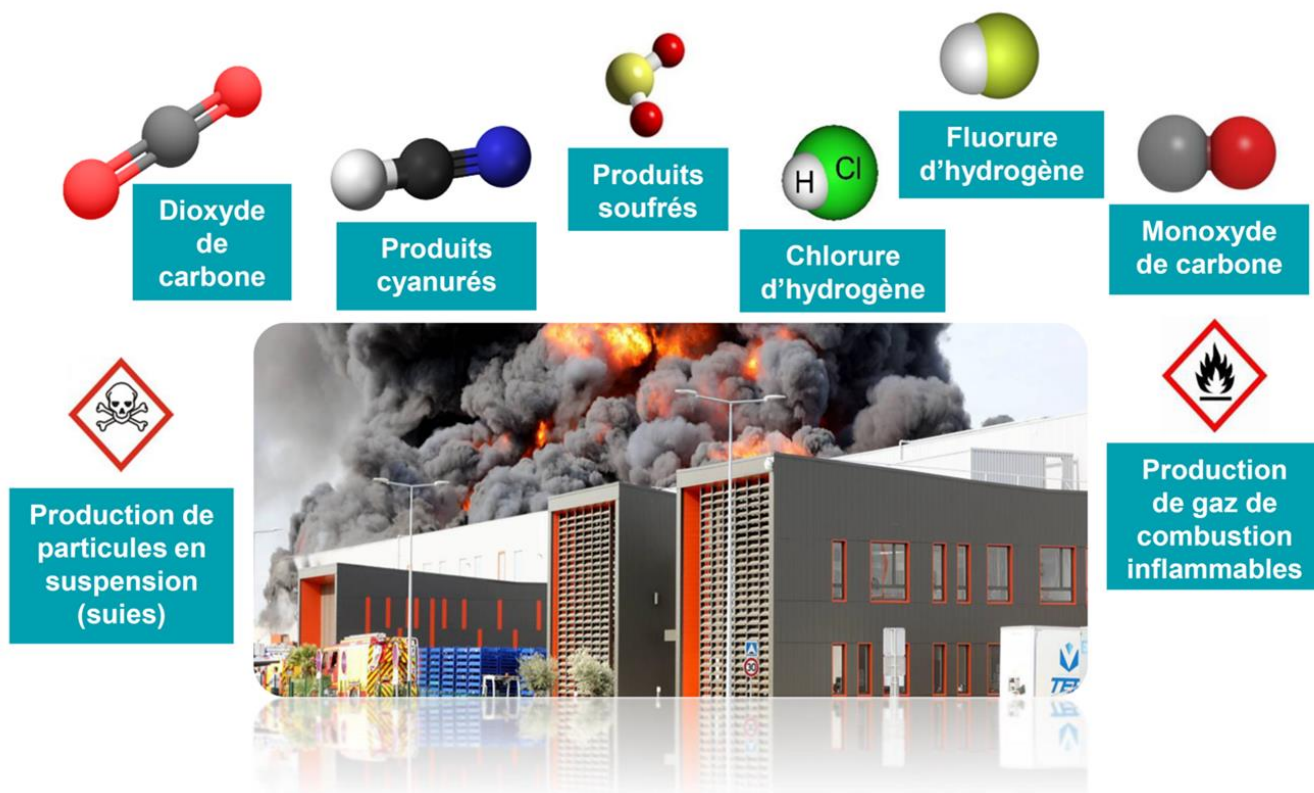 Dioxyde
de
carbone
Produits
cyanurés
Produits
soufrés
H
Cl
Chlorure
d’hydrogène
Fluorure
d’hydrogène
Monoxyde
de carbone
Production de
particules en
suspension
(suies)
Production
de gaz de
combustion
inflammables
A
30